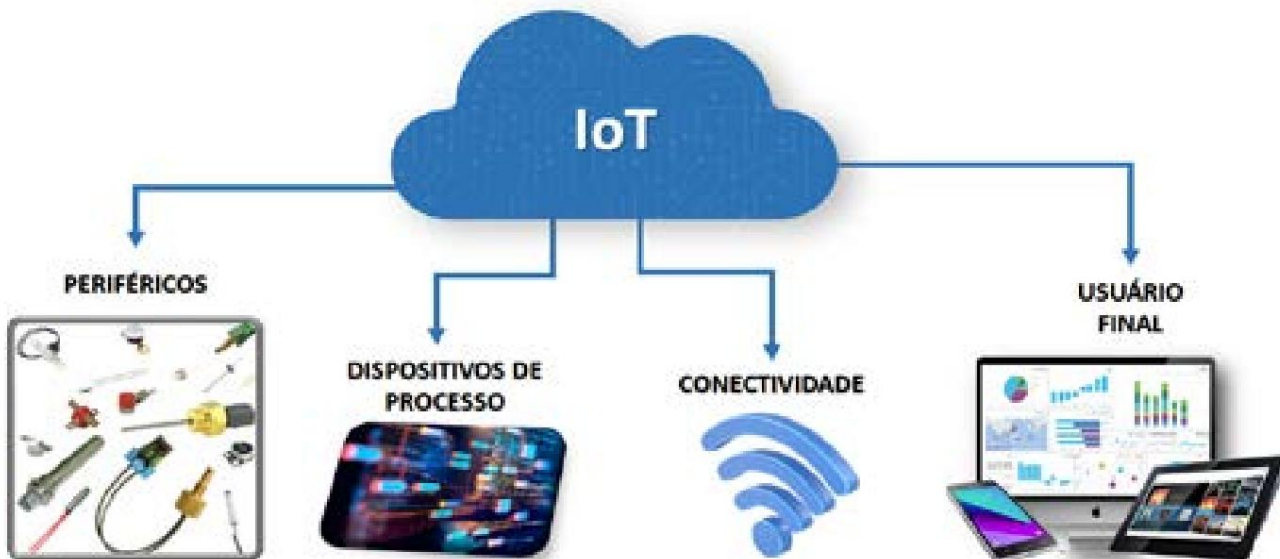 IoT
PERIFÉRICOS
DISPOSITIVOS DE
PROCESSO
CONECTIVIDADE
USUÁRIO
FINAL